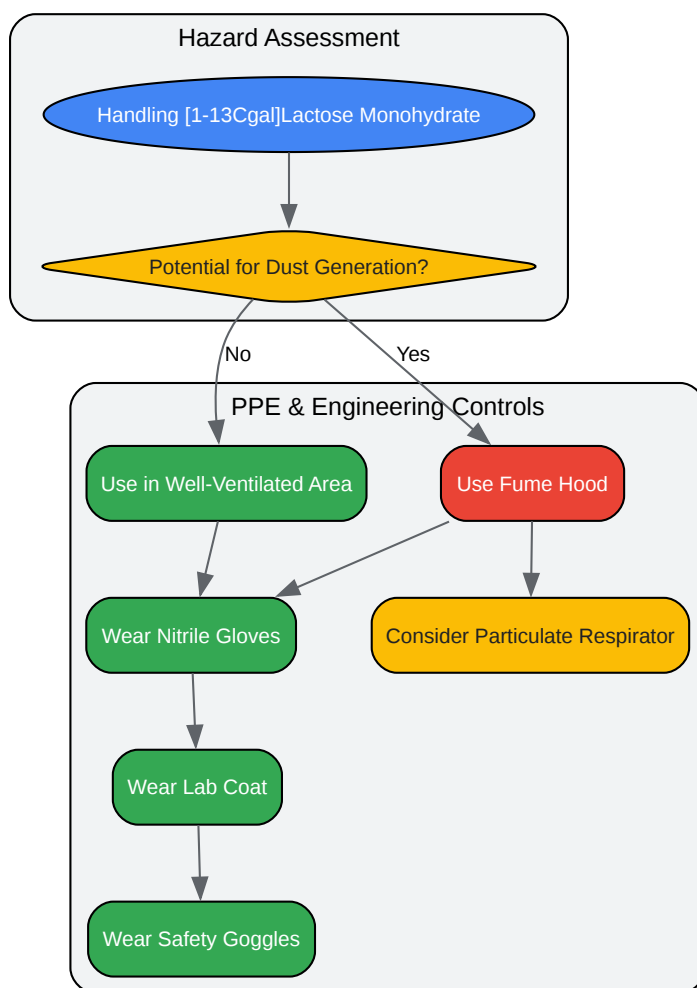 Hazard Assessment
Handling [1-13Cgal]Lactose Monohydrate
Potential for Dust Generation?
No
Yes
PPE & Engineering Controls
Use in Well-Ventilated Area
Use Fume Hood
Wear Nitrile Gloves
Consider Particulate Respirator
Wear Lab Coat
Wear Safety Goggles